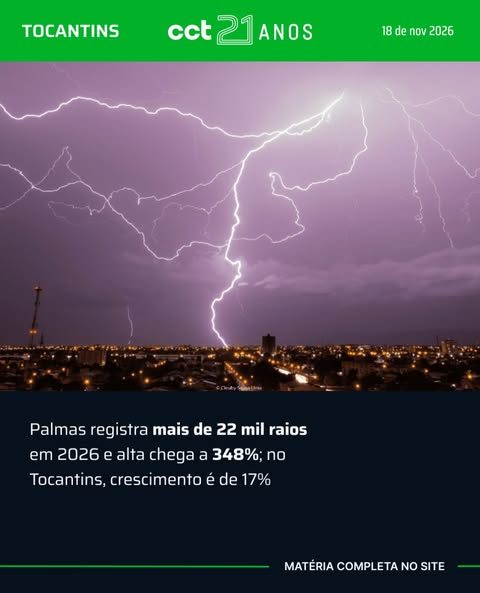 TOCANTINS
cct 21 ANOS
18 de nov 2026
Palmas registra mais de 22 mil raios
em 2026 e alta chega a 348%; no
Tocantins, crescimento é de 17%
MATÉRIA COMPLETA NO SITE